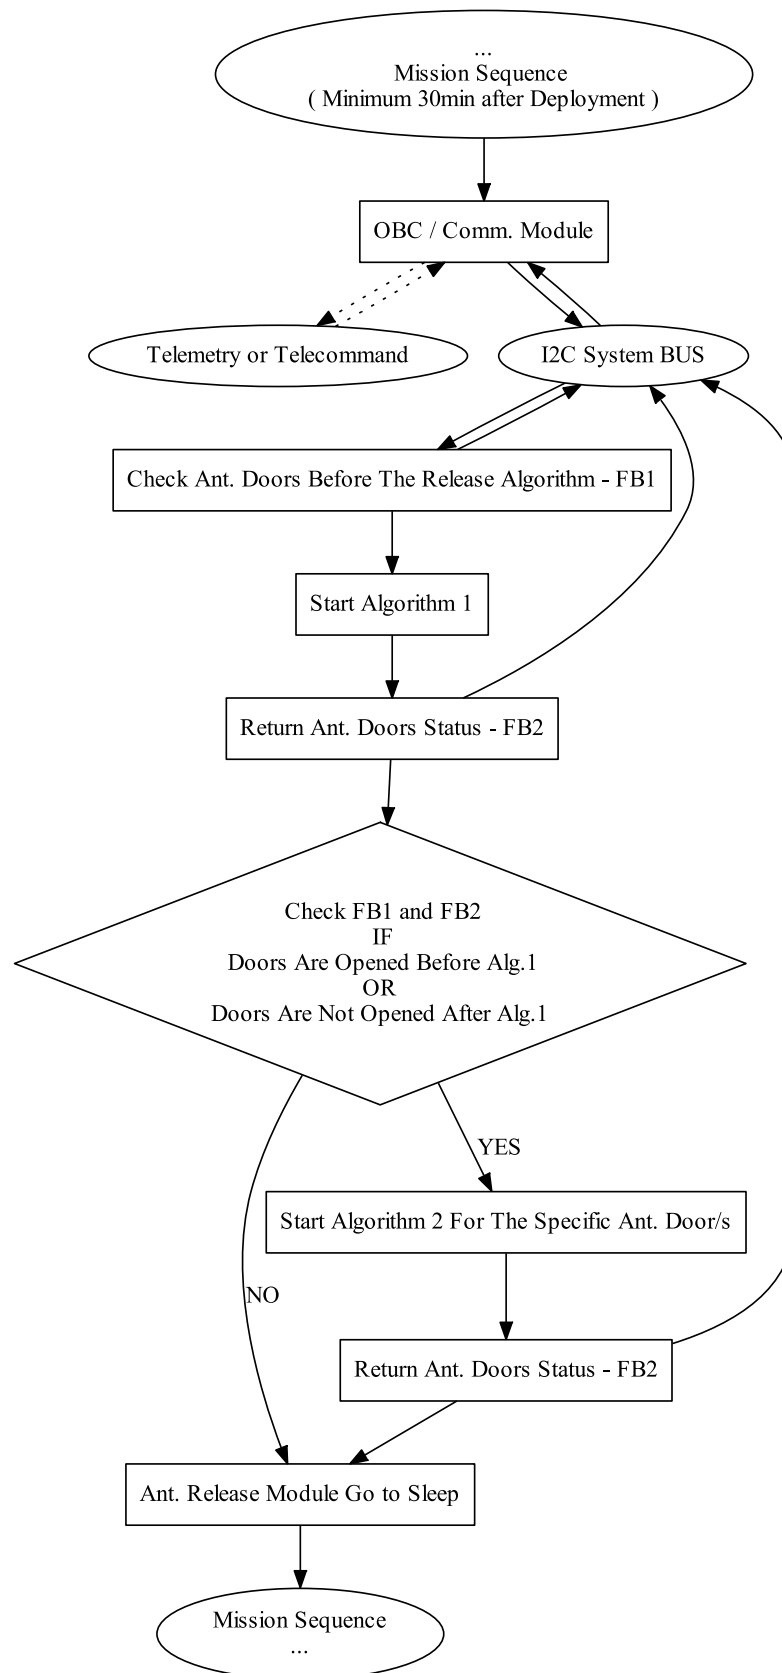 ...
Mission Sequence
( Minimum 30min after Deployment )
OBC / Comm. Module
Telemetry or Telecommand
I2C System BUS
Check Ant. Doors Before The Release Algorithm - FB1
Start Algorithm 1
Return Ant. Doors Status - FB2
Check FB1 and FB2
IF
Doors Are Opened Before Alg.1
OR
Doors Are Not Opened After Alg.1
YES
Start Algorithm 2 For The Specific Ant. Door/s
NO
Return Ant. Doors Status - FB2
Ant. Release Module Go to Sleep
Mission Sequence
...